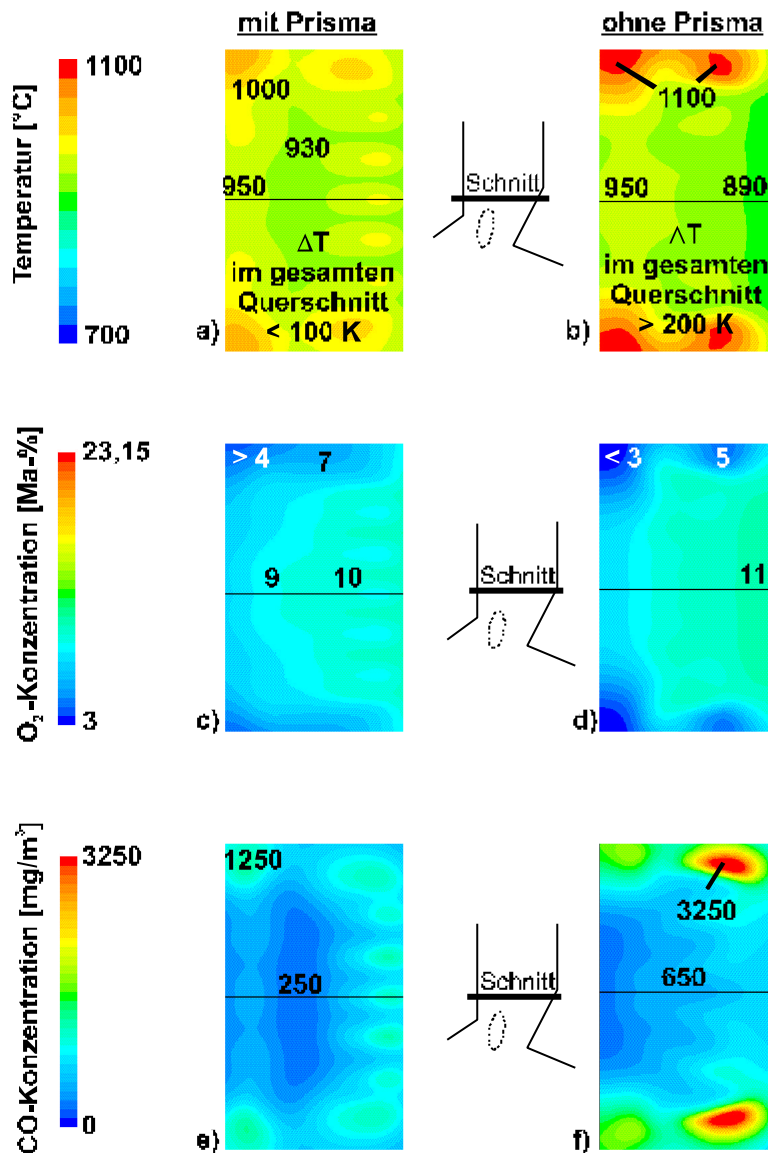 mit Prisma
ohne Prisma
Temperatur [°C]
1100
700
1000
930
950
ΔT
im gesamten
Querschnitt
< 100 K
a)
Schnitt
1100
950
890
ΔT
im gesamten
Querschnitt
> 200 K
b)
O₂-Konzentration [Ma-%]
23,15
3
> 4
7
9
10
c)
Schnitt
< 3
5
11
d)
CO-Konzentration [mg/m³]
3250
0
1250
250
e)
Schnitt
3250
650
f)